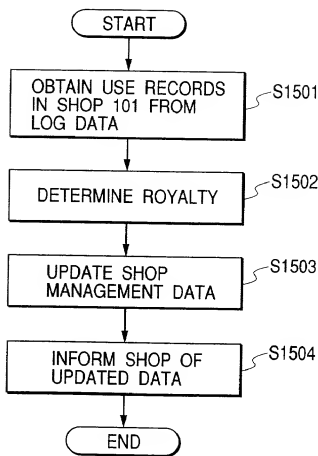 START
OBTAIN USE RECORDS
IN SHOP 101 FROM
LOG DATA
S1501
DETERMINE ROYALTY
S1502
UPDATE SHOP
MANAGEMENT DATA
S1503
INFORM SHOP OF
UPDATED DATA
S1504
END